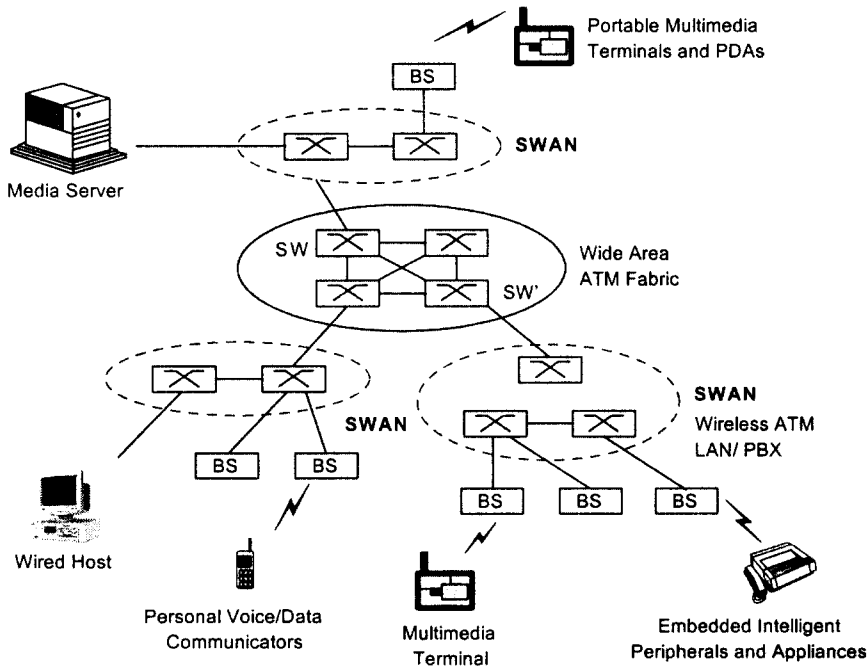 Portable Multimedia
Terminals and PDAs
BS
SWAN
Media Server
SW
Wide Area
ATM Fabric
SW'
SWAN
SWAN
Wireless ATM
LAN/ PBX
BS
BS
BS
BS
BS
Wired Host
Personal Voice/Data
Communicators
Multimedia
Terminal
Embedded Intelligent
Peripherals and Appliances